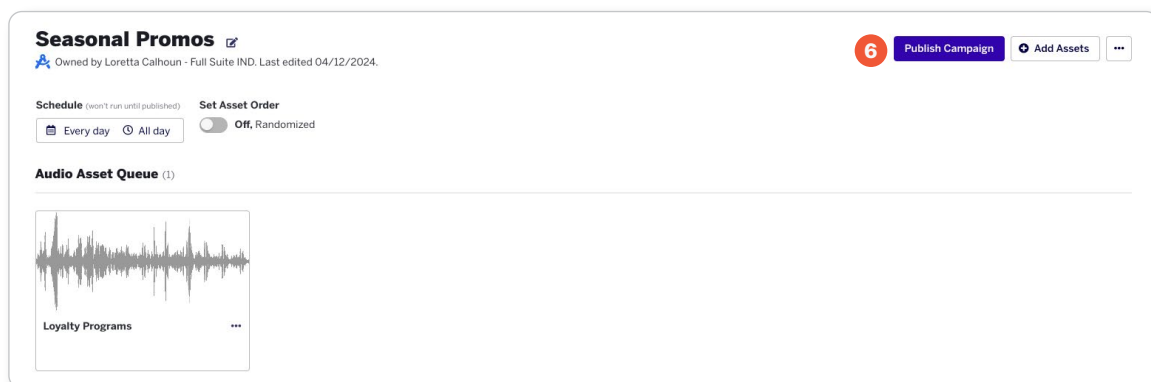 Seasonal Promos
Owned by Loretta Calhoun - Full Suite IND. Last edited 04/12/2024.
6
Publish Campaign
Add Assets
Schedule (won't run until published)
Set Asset Order
Every day All day
Off, Randomized
Audio Asset Queue (1)
Loyalty Programs